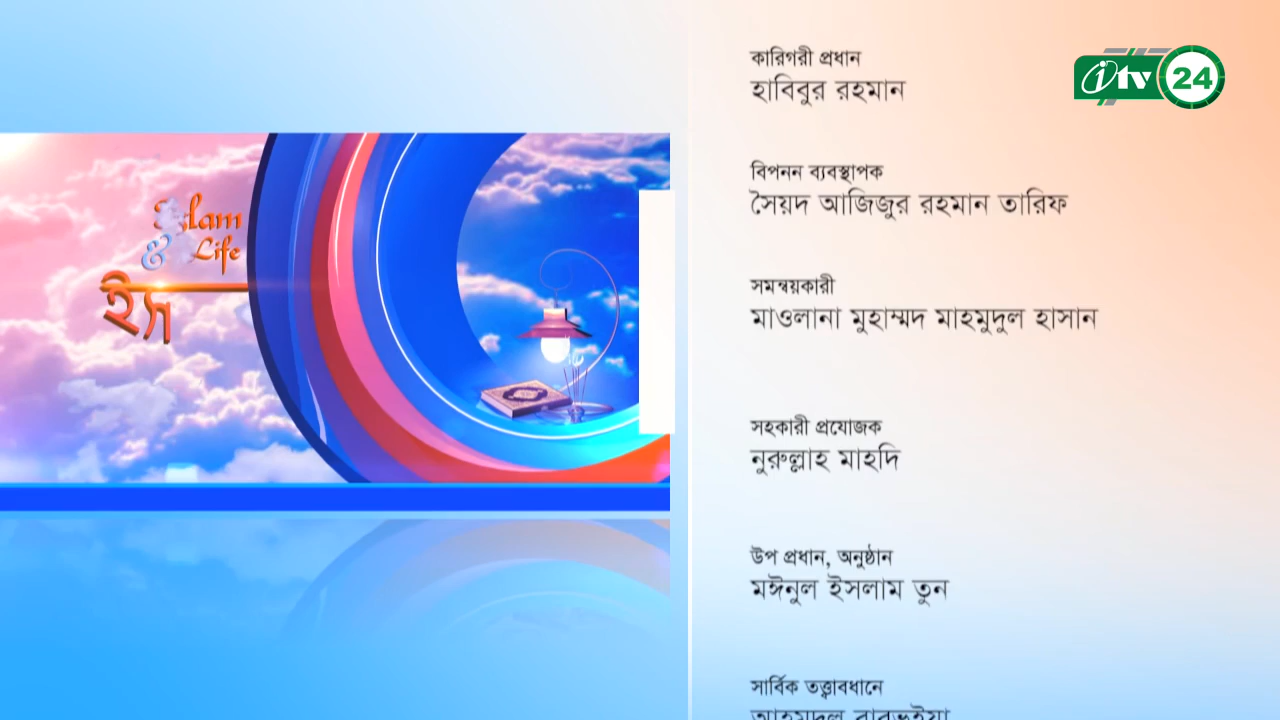 Islam
& Life
ইস
কারিগরী প্রধান
হাবিবুর রহমান
itv 24
বিপনন ব্যবস্থাপক
সৈয়দ আজিজুর রহমান তারিফ
সমন্বয়কারী
মাওলানা মুহাম্মদ মাহমুদুল হাসান
সহকারী প্রযোজক
নুরুল্লাহ মাহদি
উপ প্রধান, অনুষ্ঠান
মঈনুল ইসলাম তুন
সার্বিক তত্ত্বাবধানে